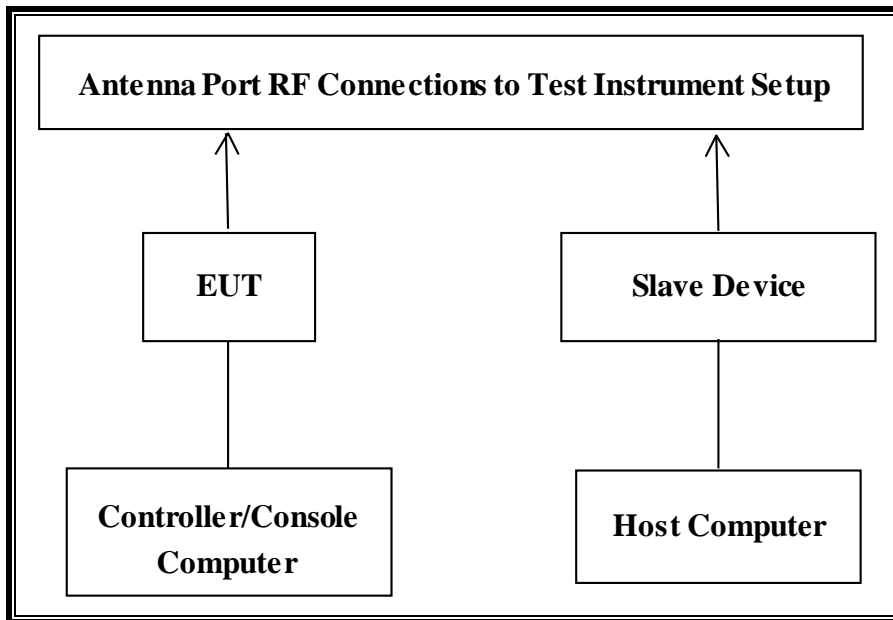 Antenna Port RF Connections to Test Instrument Setup
EUT
Slave Device
Controller/Console
Computer
Host Computer